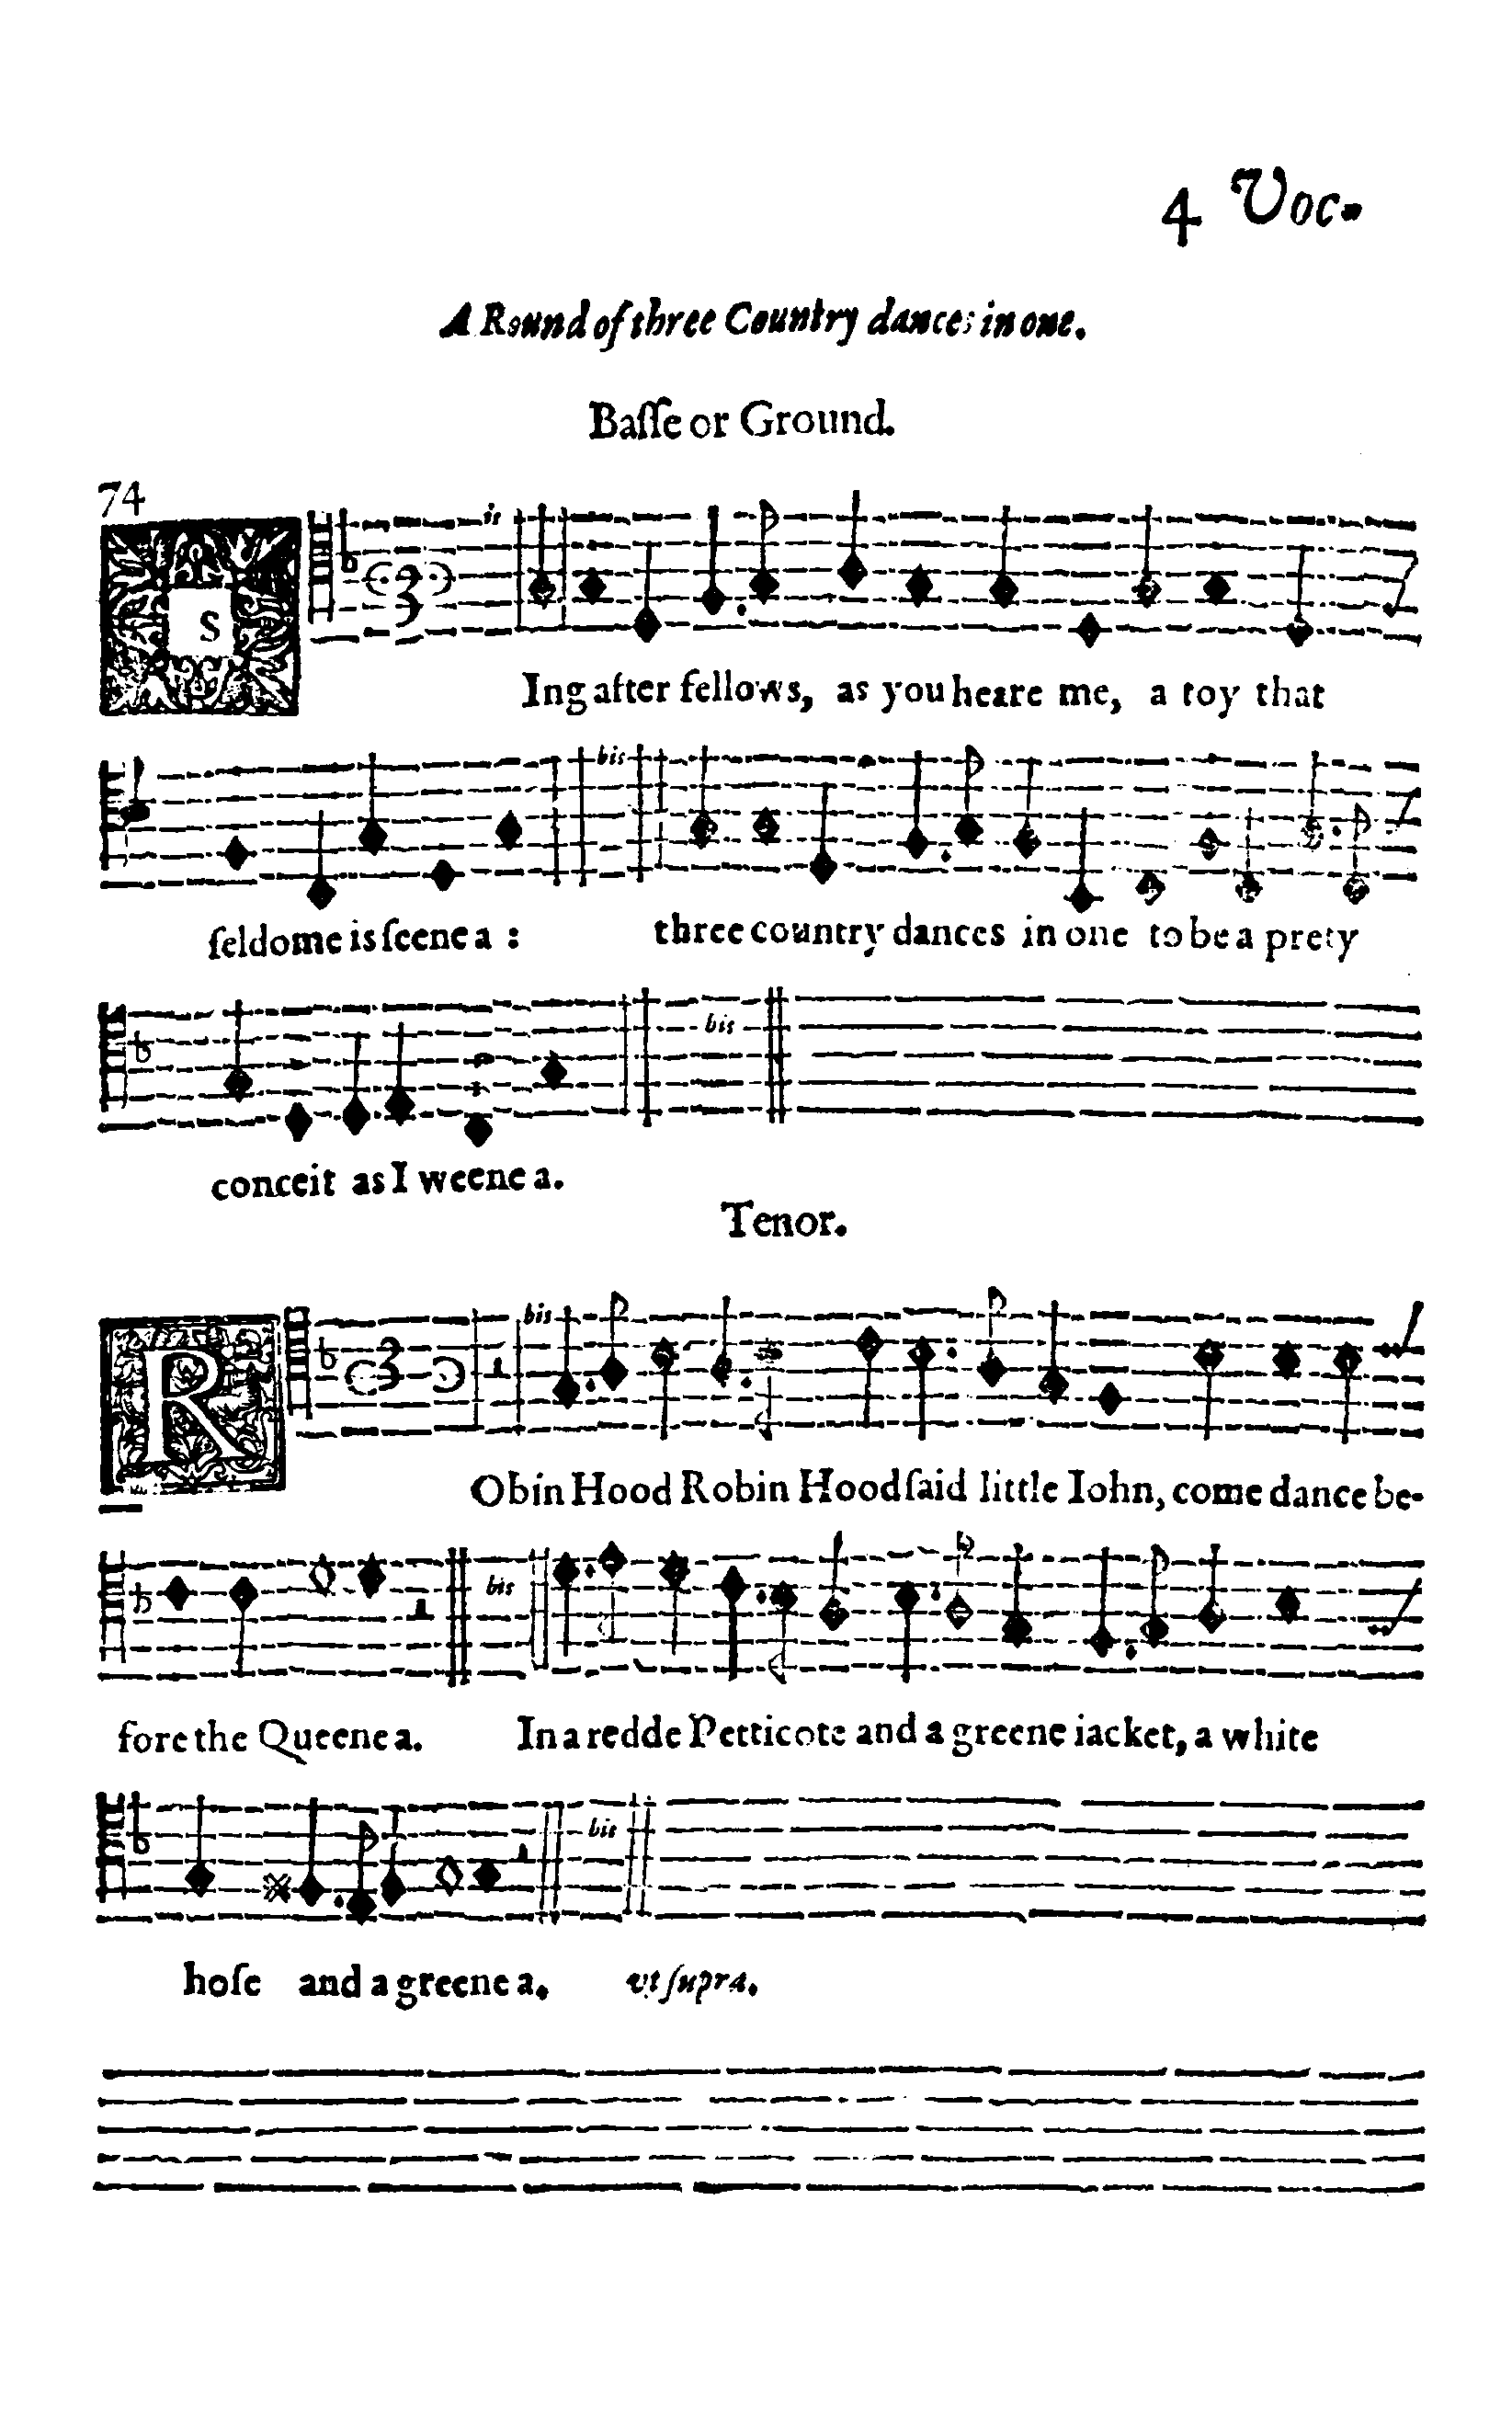 4 Voc.
A Round of three Country dances in one.
Baſſe or Ground.
74
bis
SIng after fellows, as you heare me, a toy that
bis
ſeldome is ſeene a : three country dances in one to be a prety
bis
conceit as I weene a.
Tenor.
bis
RObin Hood Robin Hood ſaid little Iohn, come dance be-
bis
fore the Queene a. In a redde Petticote and a greene iacket, a white
bis
hoſe and a greene a. vt ſupra.